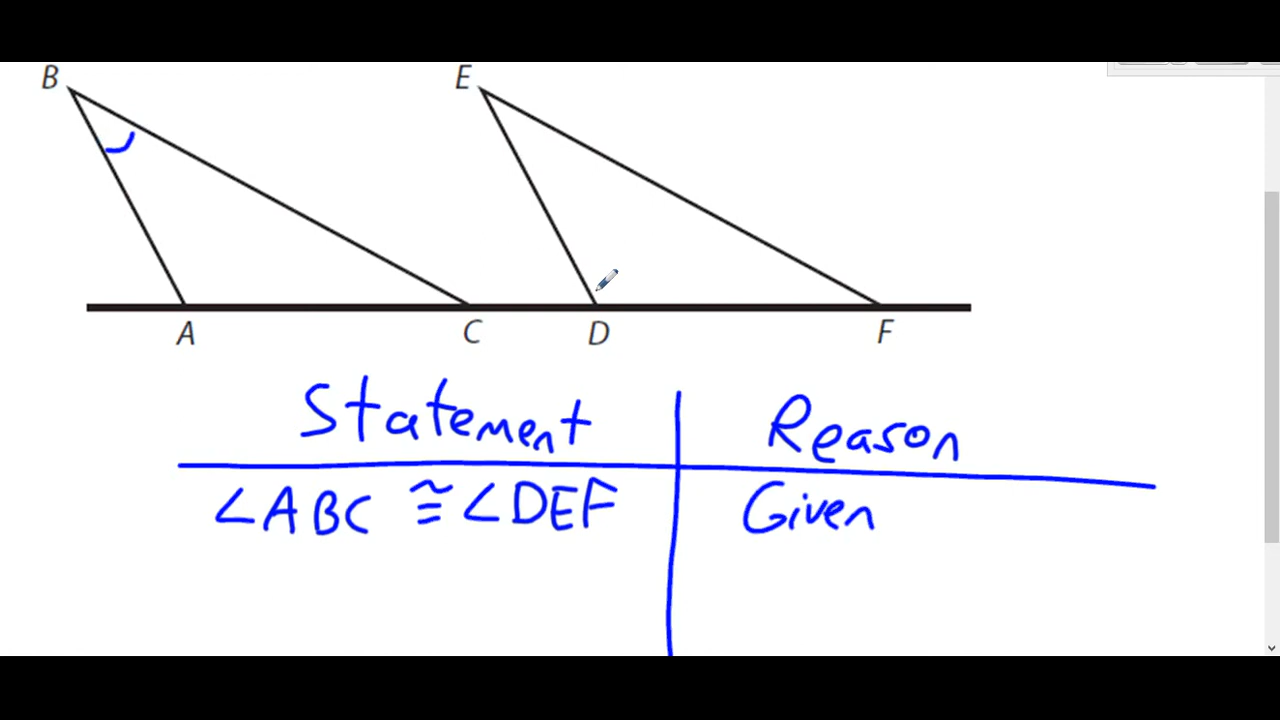 B E
A C D F
Statement Reason
∠ABC ≅ ∠DEF Given